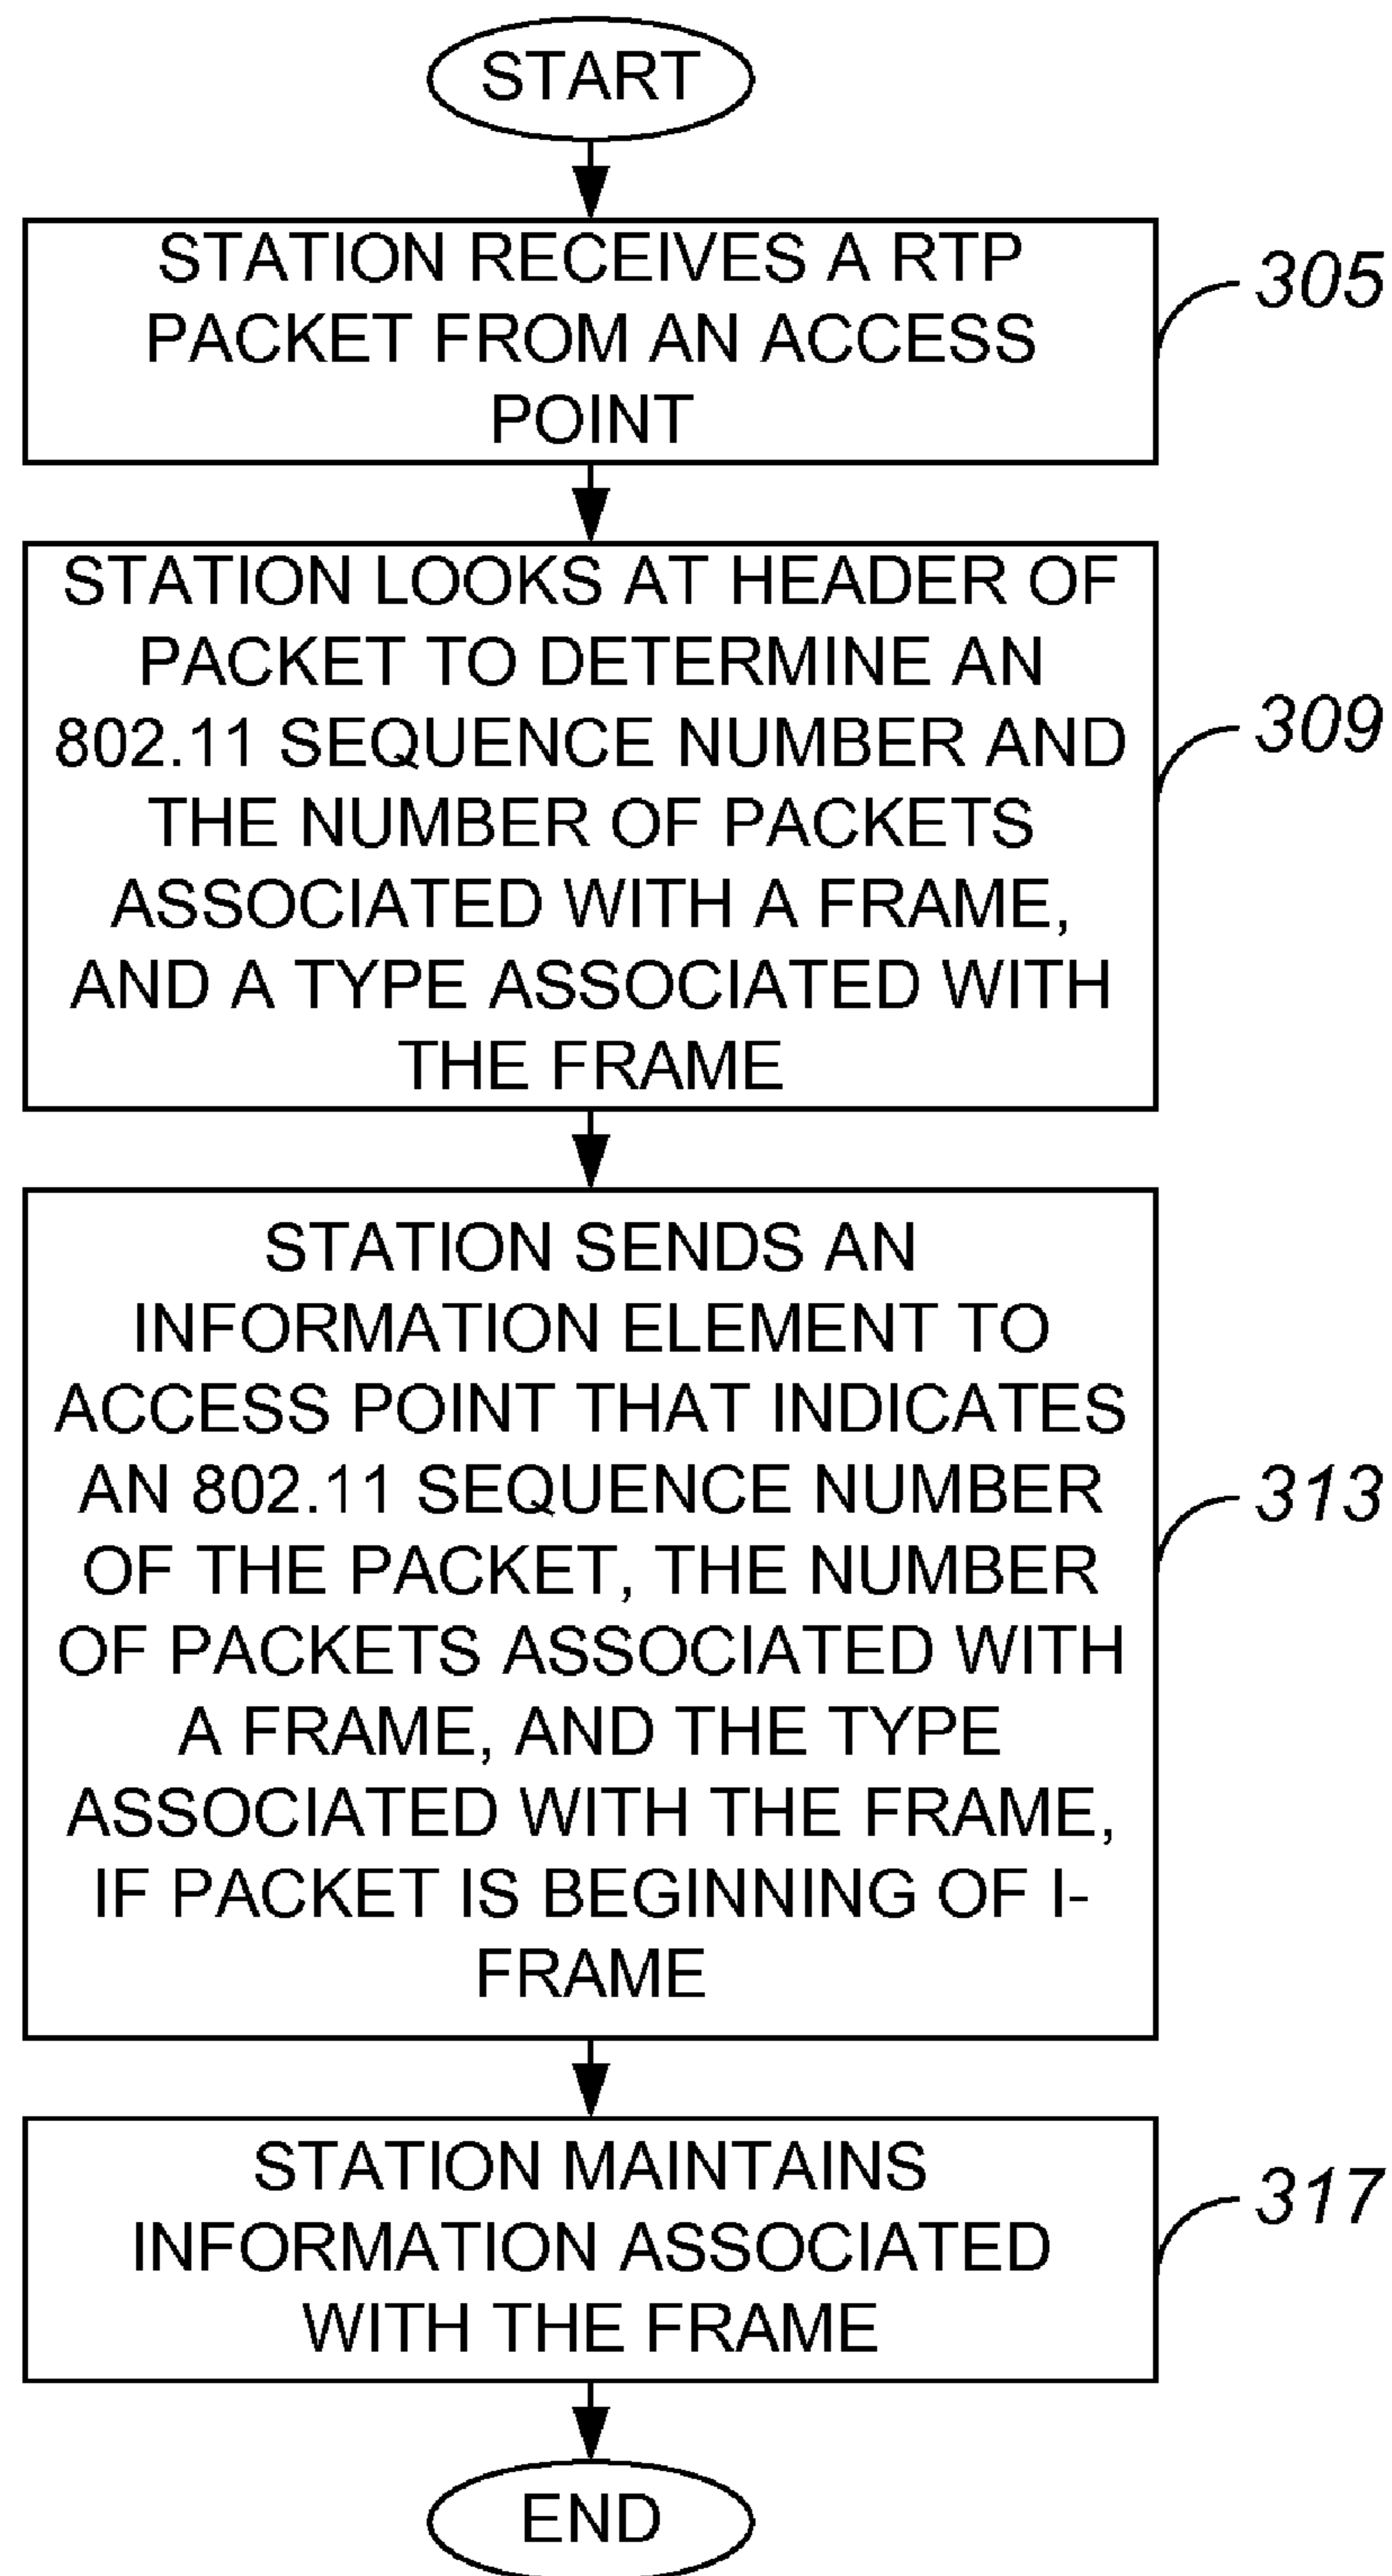 START
STATION RECEIVES A RTP
PACKET FROM AN ACCESS
POINT
305
STATION LOOKS AT HEADER OF
PACKET TO DETERMINE AN
802.11 SEQUENCE NUMBER AND
THE NUMBER OF PACKETS
ASSOCIATED WITH A FRAME,
AND A TYPE ASSOCIATED WITH
THE FRAME
309
STATION SENDS AN
INFORMATION ELEMENT TO
ACCESS POINT THAT INDICATES
AN 802.11 SEQUENCE NUMBER
OF THE PACKET, THE NUMBER
OF PACKETS ASSOCIATED WITH
A FRAME, AND THE TYPE
ASSOCIATED WITH THE FRAME,
IF PACKET IS BEGINNING OF I-
FRAME
313
STATION MAINTAINS
INFORMATION ASSOCIATED
WITH THE FRAME
317
END